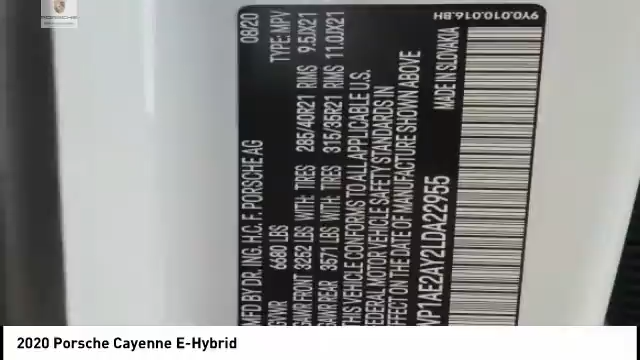 PORSCHE
MFD BY DR. ING. H.C. F. PORSCHE AG 08/20
GVWR 6680 LBS TYPE: MPV
GAWR FRONT 3252 LBS WITH: TIRES 285/40R21 RIMS 9.5JX21
GAWR REAR 3571 LBS WITH: TIRES 315/35R21 RIMS 11.0JX21
THIS VEHICLE CONFORMS TO ALL APPLICABLE U.S.
FEDERAL MOTOR VEHICLE SAFETY STANDARDS IN
EFFECT ON THE DATE OF MANUFACTURE SHOWN ABOVE
WP1AE2AY2LDA22955 MADE IN SLOVAKIA
9Y0.010.016.BH
2020 Porsche Cayenne E-Hybrid